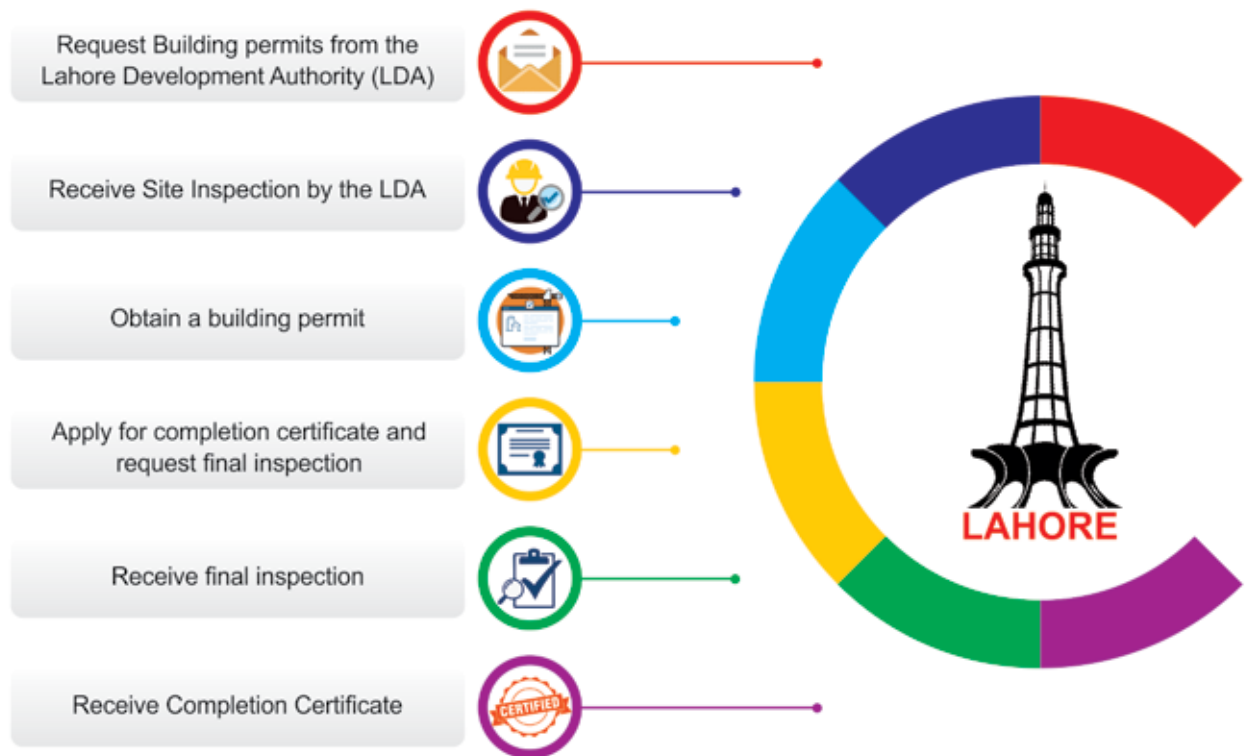 Request Building permits from the
Lahore Development Authority (LDA)
Receive Site Inspection by the LDA
Obtain a building permit
Apply for completion certificate and
request final inspection
Receive final inspection
Receive Completion Certificate
CERTIFIED
LAHORE